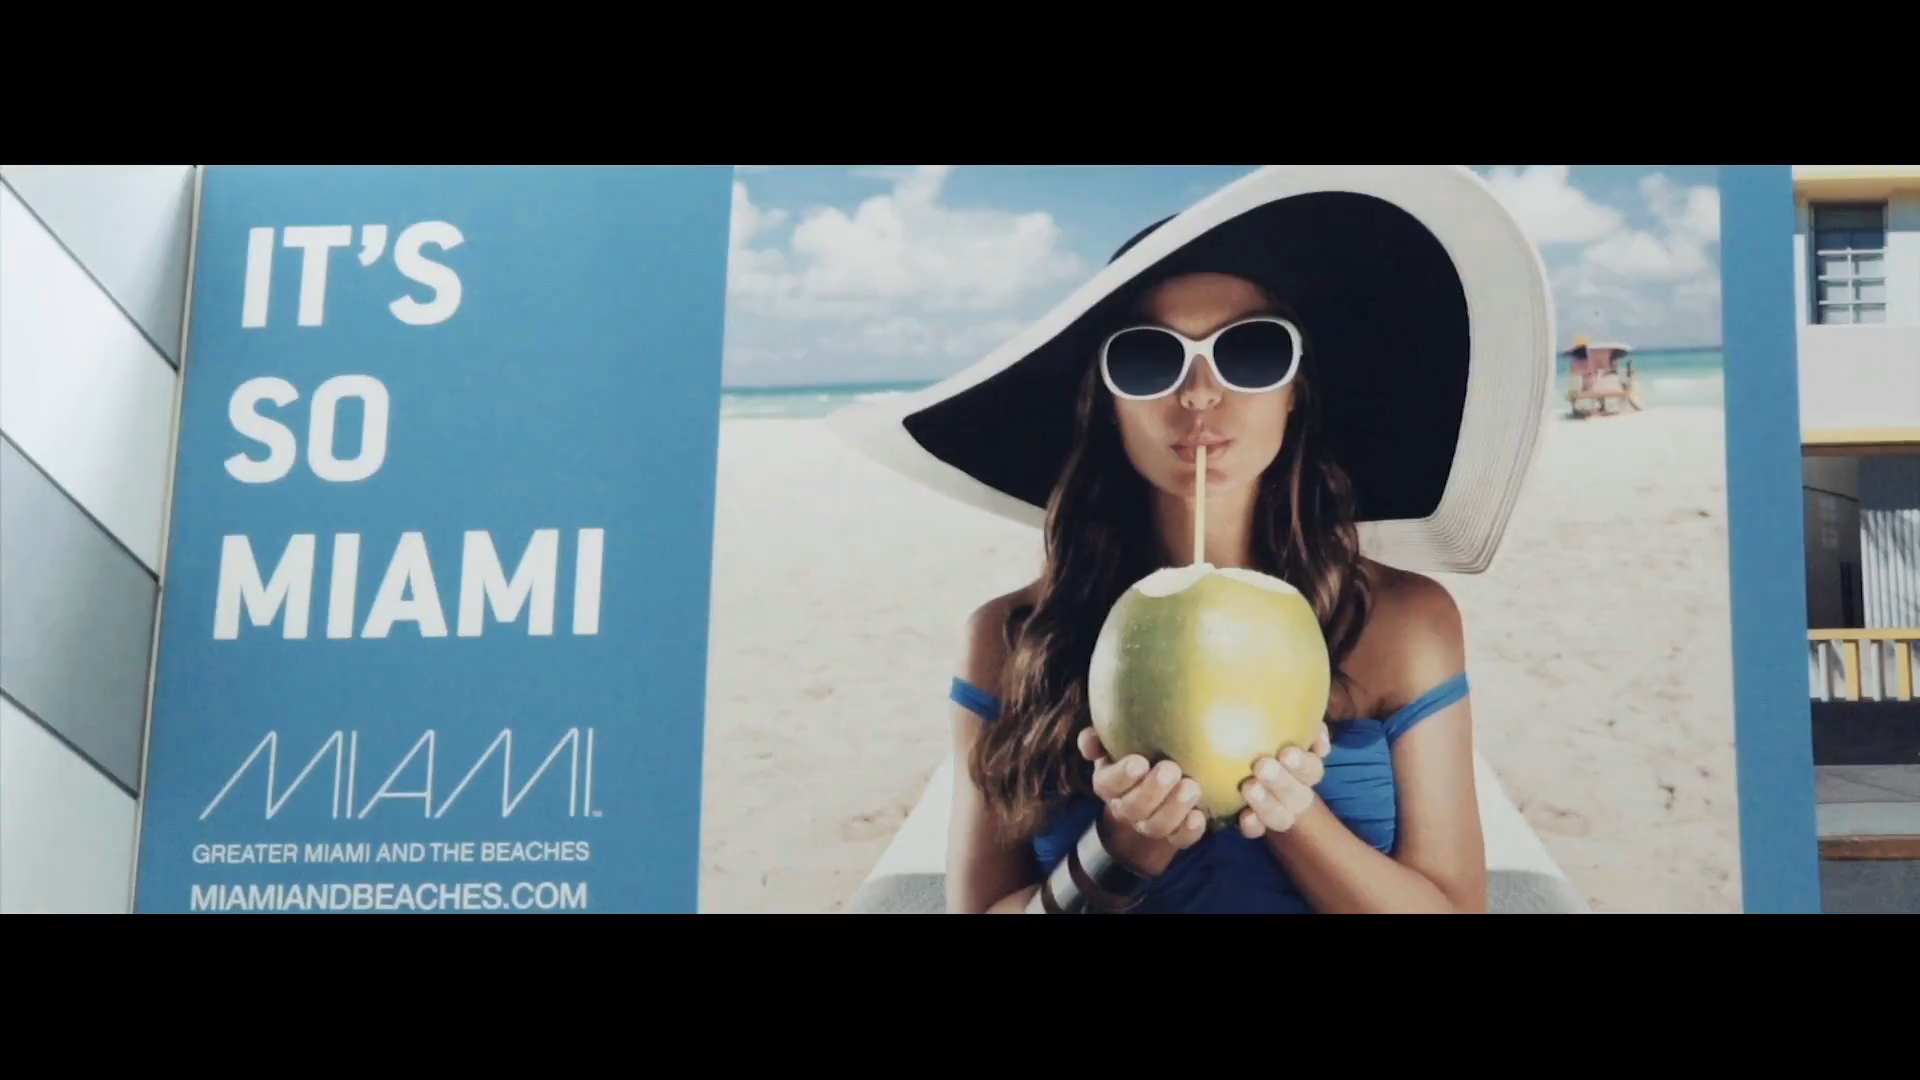 IT'S
SO
MIAMI
MIAMI
GREATER MIAMI AND THE BEACHES
MIAMIANDBEACHES.COM